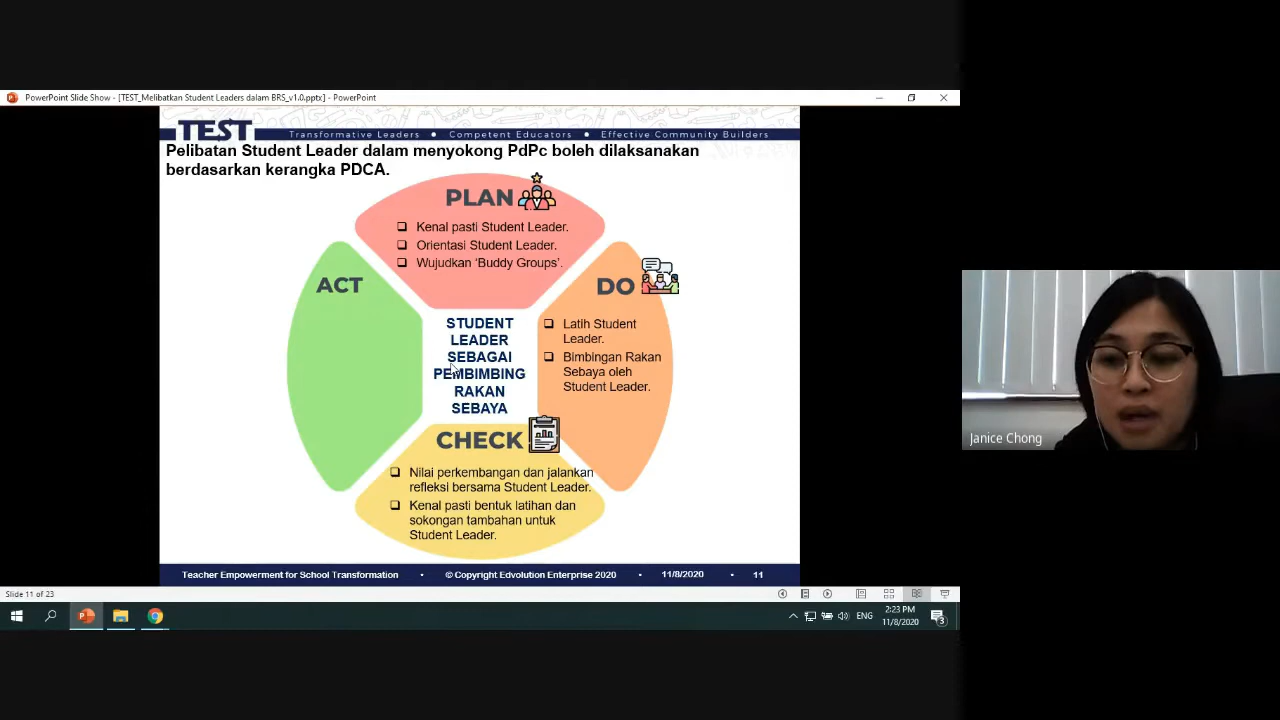 PowerPoint Slide Show - [TEST_Melibatkan Student Leaders dalam BRS_v1.0.pptx] - PowerPoint
TEST
Transformative Leaders • Competent Educators • Effective Community Builders
Pelibatan Student Leader dalam menyokong PdPc boleh dilaksanakan
berdasarkan kerangka PDCA.
PLAN
Kenal pasti Student Leader.
Orientasi Student Leader.
Wujudkan ‘Buddy Groups’.
ACT
DO
Latih Student
Leader.
Bimbingan Rakan
Sebaya oleh
Student Leader.
STUDENT
LEADER
SEBAGAI
PEMBIMBING
RAKAN
SEBAYA
CHECK
Nilai perkembangan dan jalankan
refleksi bersama Student Leader.
Kenal pasti bentuk latihan dan
sokongan tambahan untuk
Student Leader.
Janice Chong
Teacher Empowerment for School Transformation • © Copyright Edvolution Enterprise 2020 • 11/8/2020 • 11
Slide 11 of 23
ENG
2:23 PM
11/8/2020
3